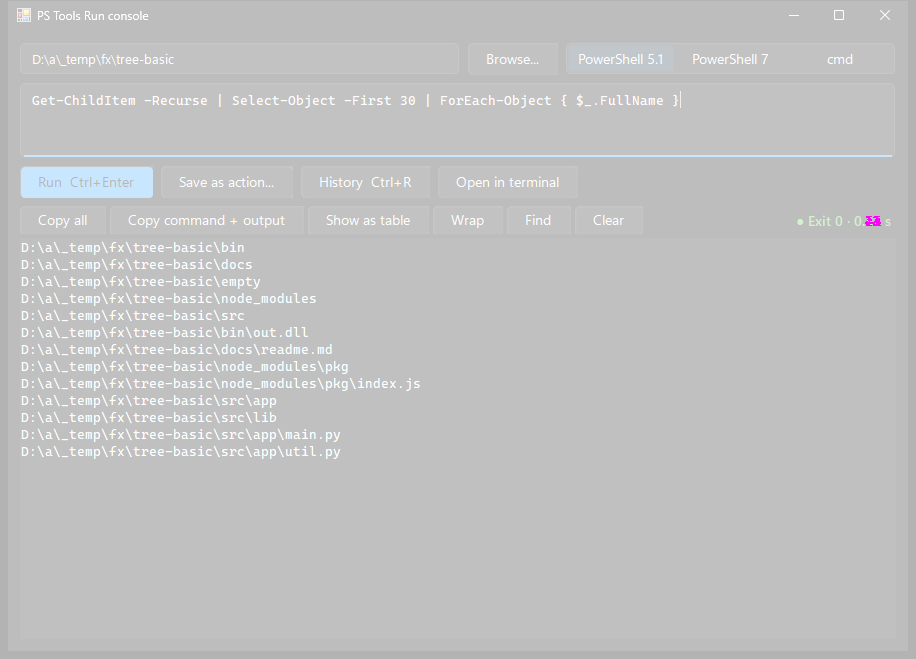 PS Tools Run console
D:\a\_temp\fx\tree-basic
Browse...
PowerShell 5.1
PowerShell 7
cmd
Get-ChildItem -Recurse | Select-Object -First 30 | ForEach-Object { $_.FullName }
Run Ctrl+Enter
Save as action...
History Ctrl+R
Open in terminal
Copy all
Copy command + output
Show as table
Wrap
Find
Clear
● Exit 0 · 0. s
D:\a\_temp\fx\tree-basic\bin
D:\a\_temp\fx\tree-basic\docs
D:\a\_temp\fx\tree-basic\empty
D:\a\_temp\fx\tree-basic\node_modules
D:\a\_temp\fx\tree-basic\src
D:\a\_temp\fx\tree-basic\bin\out.dll
D:\a\_temp\fx\tree-basic\docs\readme.md
D:\a\_temp\fx\tree-basic\node_modules\pkg
D:\a\_temp\fx\tree-basic\node_modules\pkg\index.js
D:\a\_temp\fx\tree-basic\src\app
D:\a\_temp\fx\tree-basic\src\lib
D:\a\_temp\fx\tree-basic\src\app\main.py
D:\a\_temp\fx\tree-basic\src\app\util.py